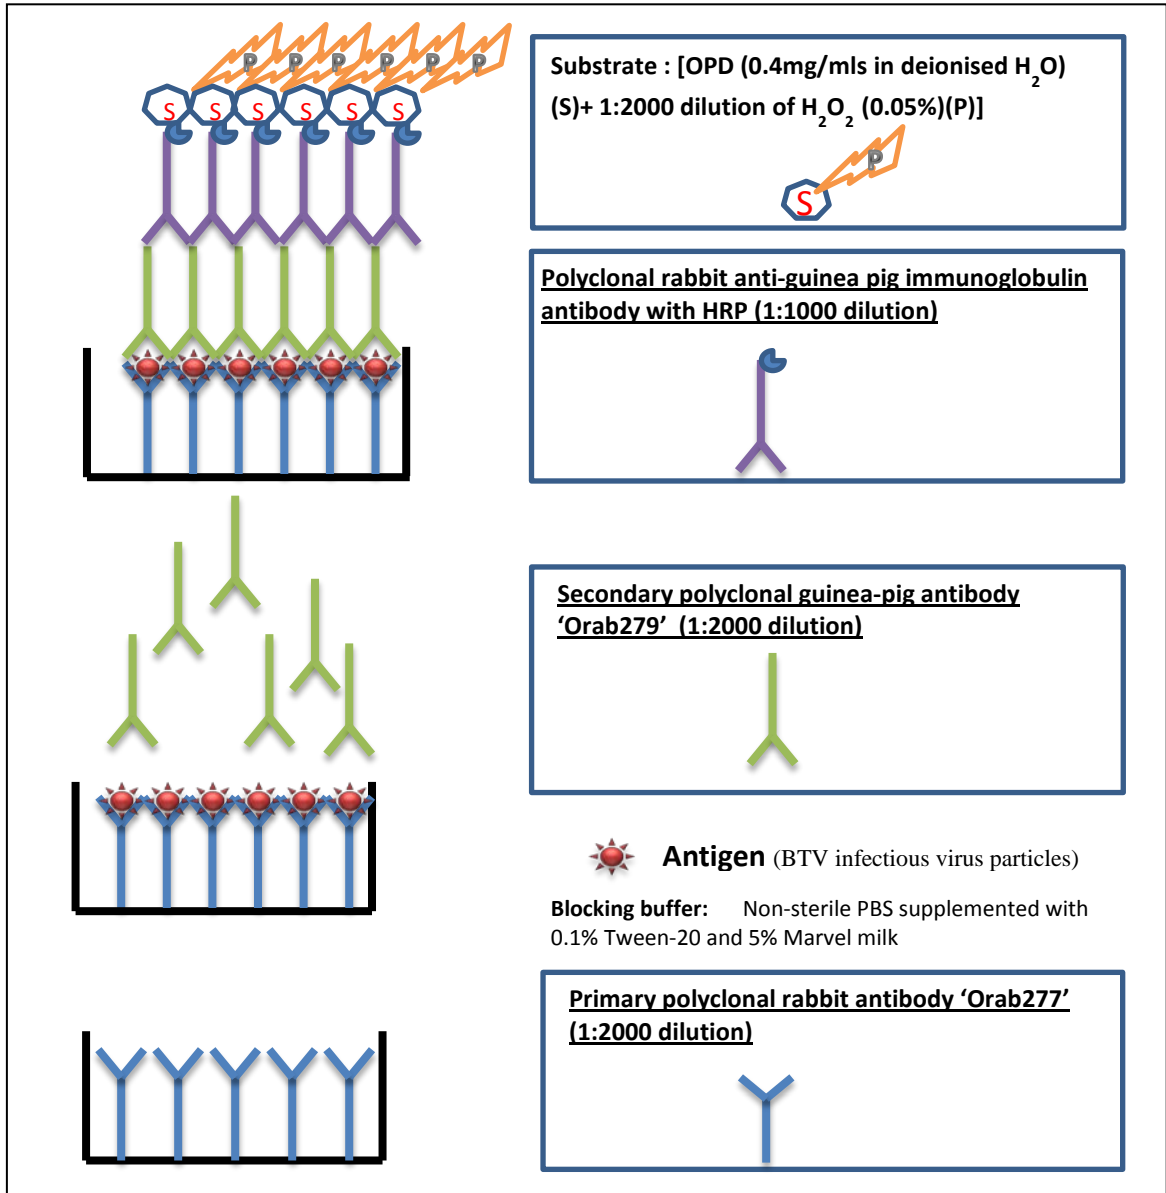 P P P P P P
S S S S S S
Substrate : [OPD (0.4mg/mls in deionised H₂O)
(S)+ 1:2000 dilution of H₂O₂ (0.05%)(P)]
P
S
Polyclonal rabbit anti-guinea pig immunoglobulin
antibody with HRP (1:1000 dilution)
Secondary polyclonal guinea-pig antibody
‘Orab279’ (1:2000 dilution)
Antigen (BTV infectious virus particles)
Blocking buffer: Non-sterile PBS supplemented with
0.1% Tween-20 and 5% Marvel milk
Primary polyclonal rabbit antibody ‘Orab277’
(1:2000 dilution)